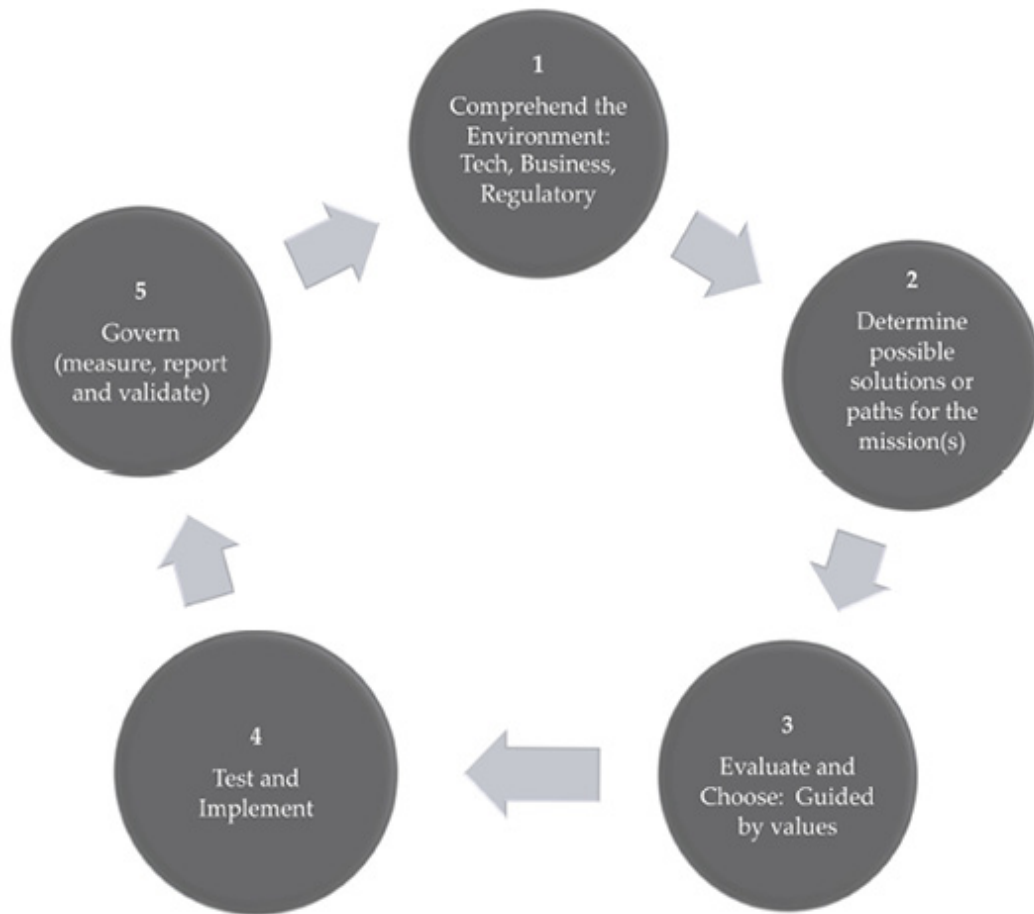 1
Comprehend the
Environment:
Tech, Business,
Regulatory
2
Determine
possible
solutions or
paths for the
mission(s)
3
Evaluate and
Choose: Guided
by values
4
Test and
Implement
5
Govern
(measure, report
and validate)